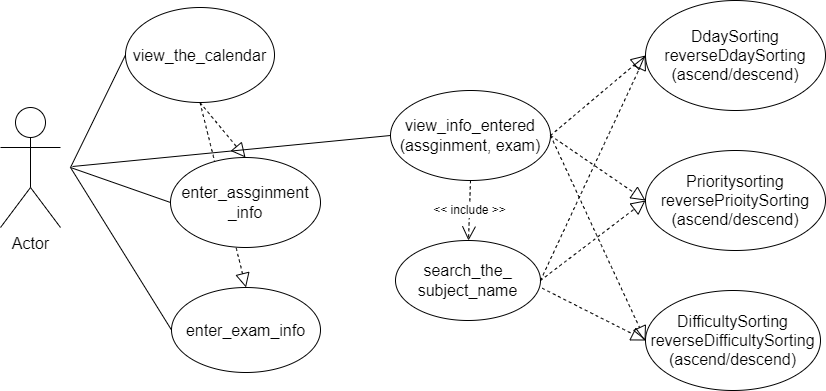 view_the_calendar
Actor
enter_assginment
_info
enter_exam_info
view_info_entered
(assginment, exam)
<< include >>
search_the_
subject_name
DdaySorting
reverseDdaySorting
(ascend/descend)
Prioritysorting
reversePrioitySorting
(ascend/descend)
DifficultySorting
reverseDifficultySorting
(ascend/descend)